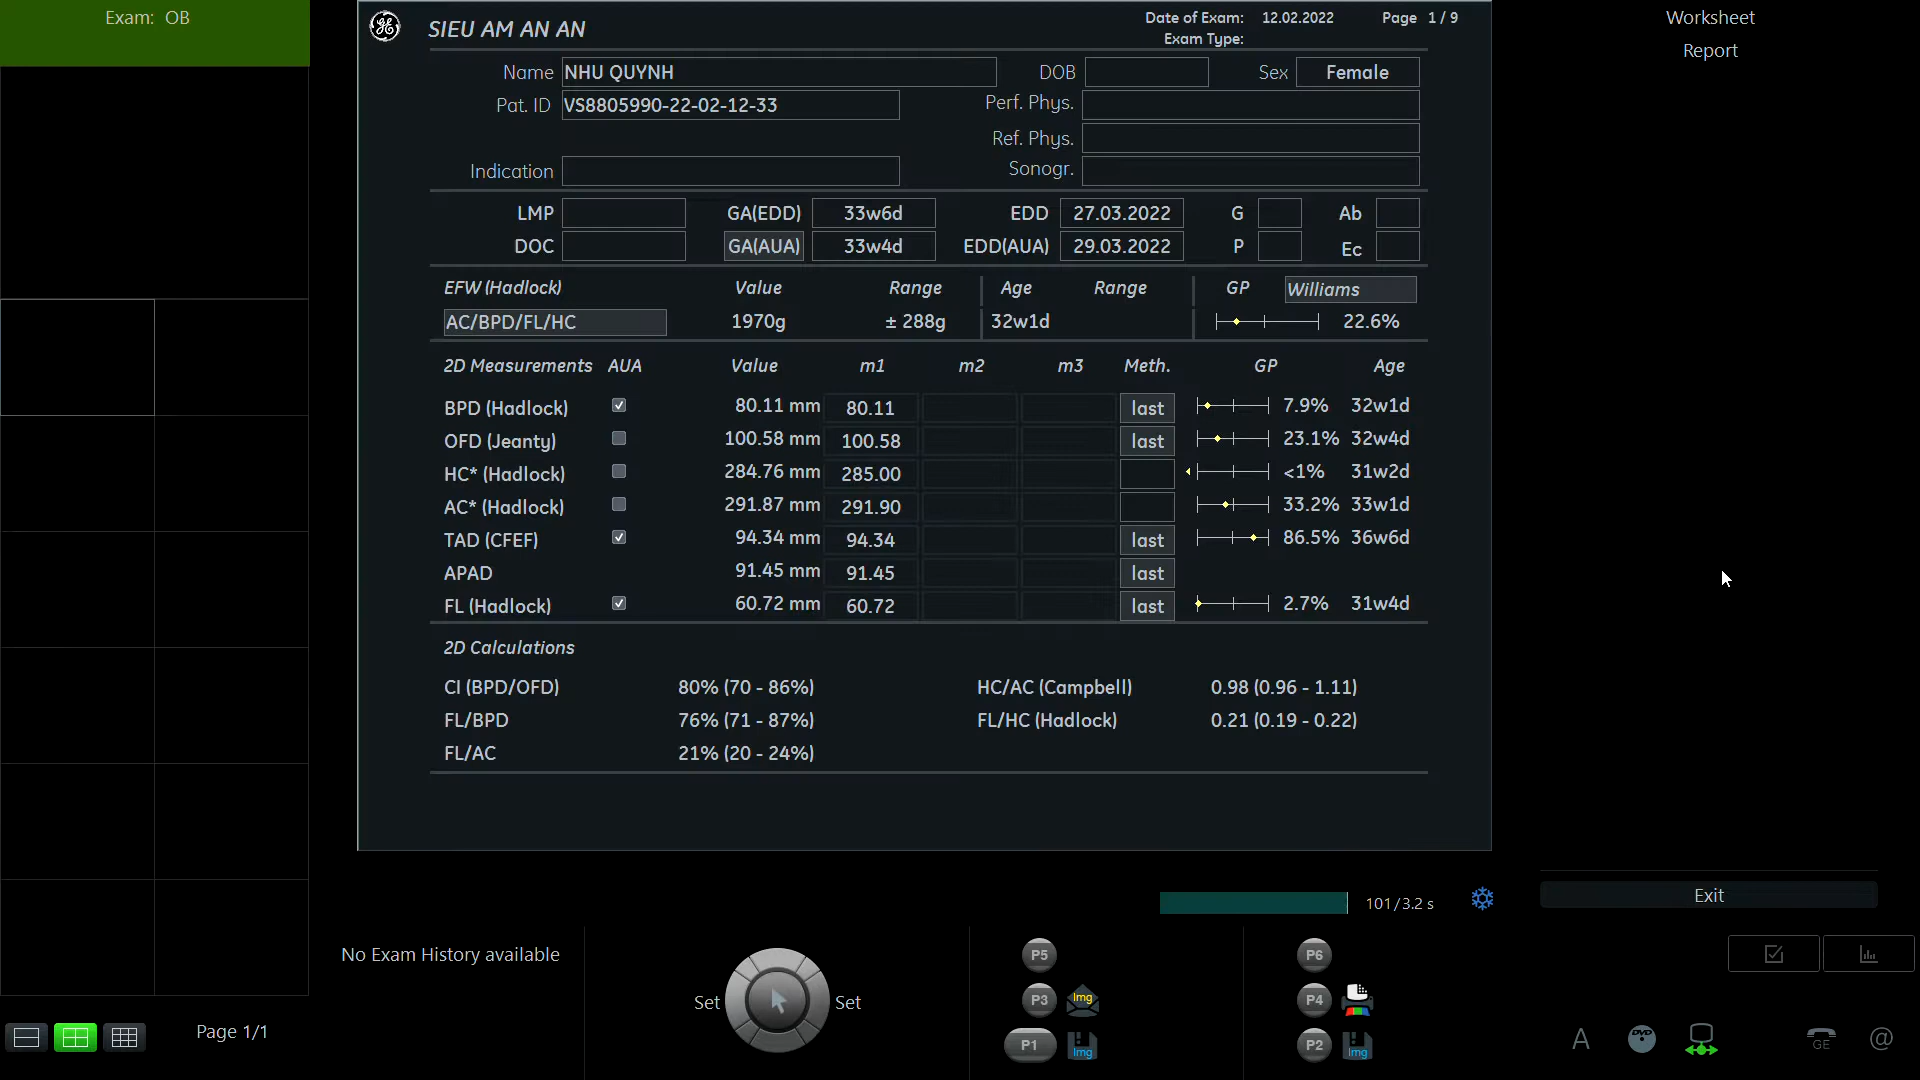 Exam: OB
SIEU AM AN AN
Date of Exam: 12.02.2022 Page 1 / 9
Exam Type:
Name NHU QUYNH DOB Sex Female
Pat. ID VS8805990-22-02-12-33 Perf. Phys.
Ref. Phys.
Indication Sonogr.
LMP GA(EDD) 33w6d EDD 27.03.2022 G Ab
DOC GA(AUA) 33w4d EDD(AUA) 29.03.2022 P Ec
EFW (Hadlock) Value Range Age Range GP Williams
AC/BPD/FL/HC 1970g ± 288g 32w1d 22.6%
2D Measurements AUA Value m1 m2 m3 Meth. GP Age
BPD (Hadlock) 80.11 mm 80.11 last 7.9% 32w1d
OFD (Jeanty) 100.58 mm 100.58 last 23.1% 32w4d
HC* (Hadlock) 284.76 mm 285.00 <1% 31w2d
AC* (Hadlock) 291.87 mm 291.90 33.2% 33w1d
TAD (CFEF) 94.34 mm 94.34 last 86.5% 36w6d
APAD 91.45 mm 91.45 last
FL (Hadlock) 60.72 mm 60.72 last 2.7% 31w4d
2D Calculations
CI (BPD/OFD) 80% (70 - 86%) HC/AC (Campbell) 0.98 (0.96 - 1.11)
FL/BPD 76% (71 - 87%) FL/HC (Hadlock) 0.21 (0.19 - 0.22)
FL/AC 21% (20 - 24%)
Worksheet
Report
101/3.2 s
Exit
No Exam History available
Set Set
P5
P3 Img
P1 Img
P6
P4
P2 Img
Page 1/1
A DVD GE @